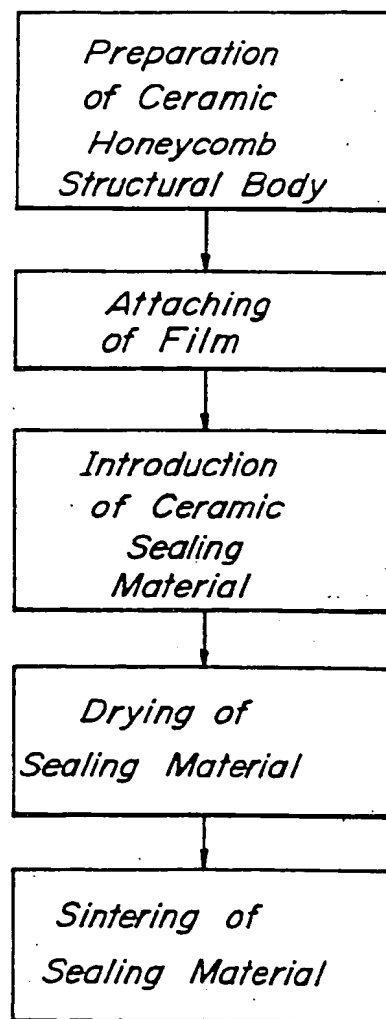 Preparation
of Ceramic
Honeycomb
Structural Body
Attaching
of Film
Introduction
of Ceramic
Sealing
Material
Drying of
Sealing Material
Sintering of
Sealing Material